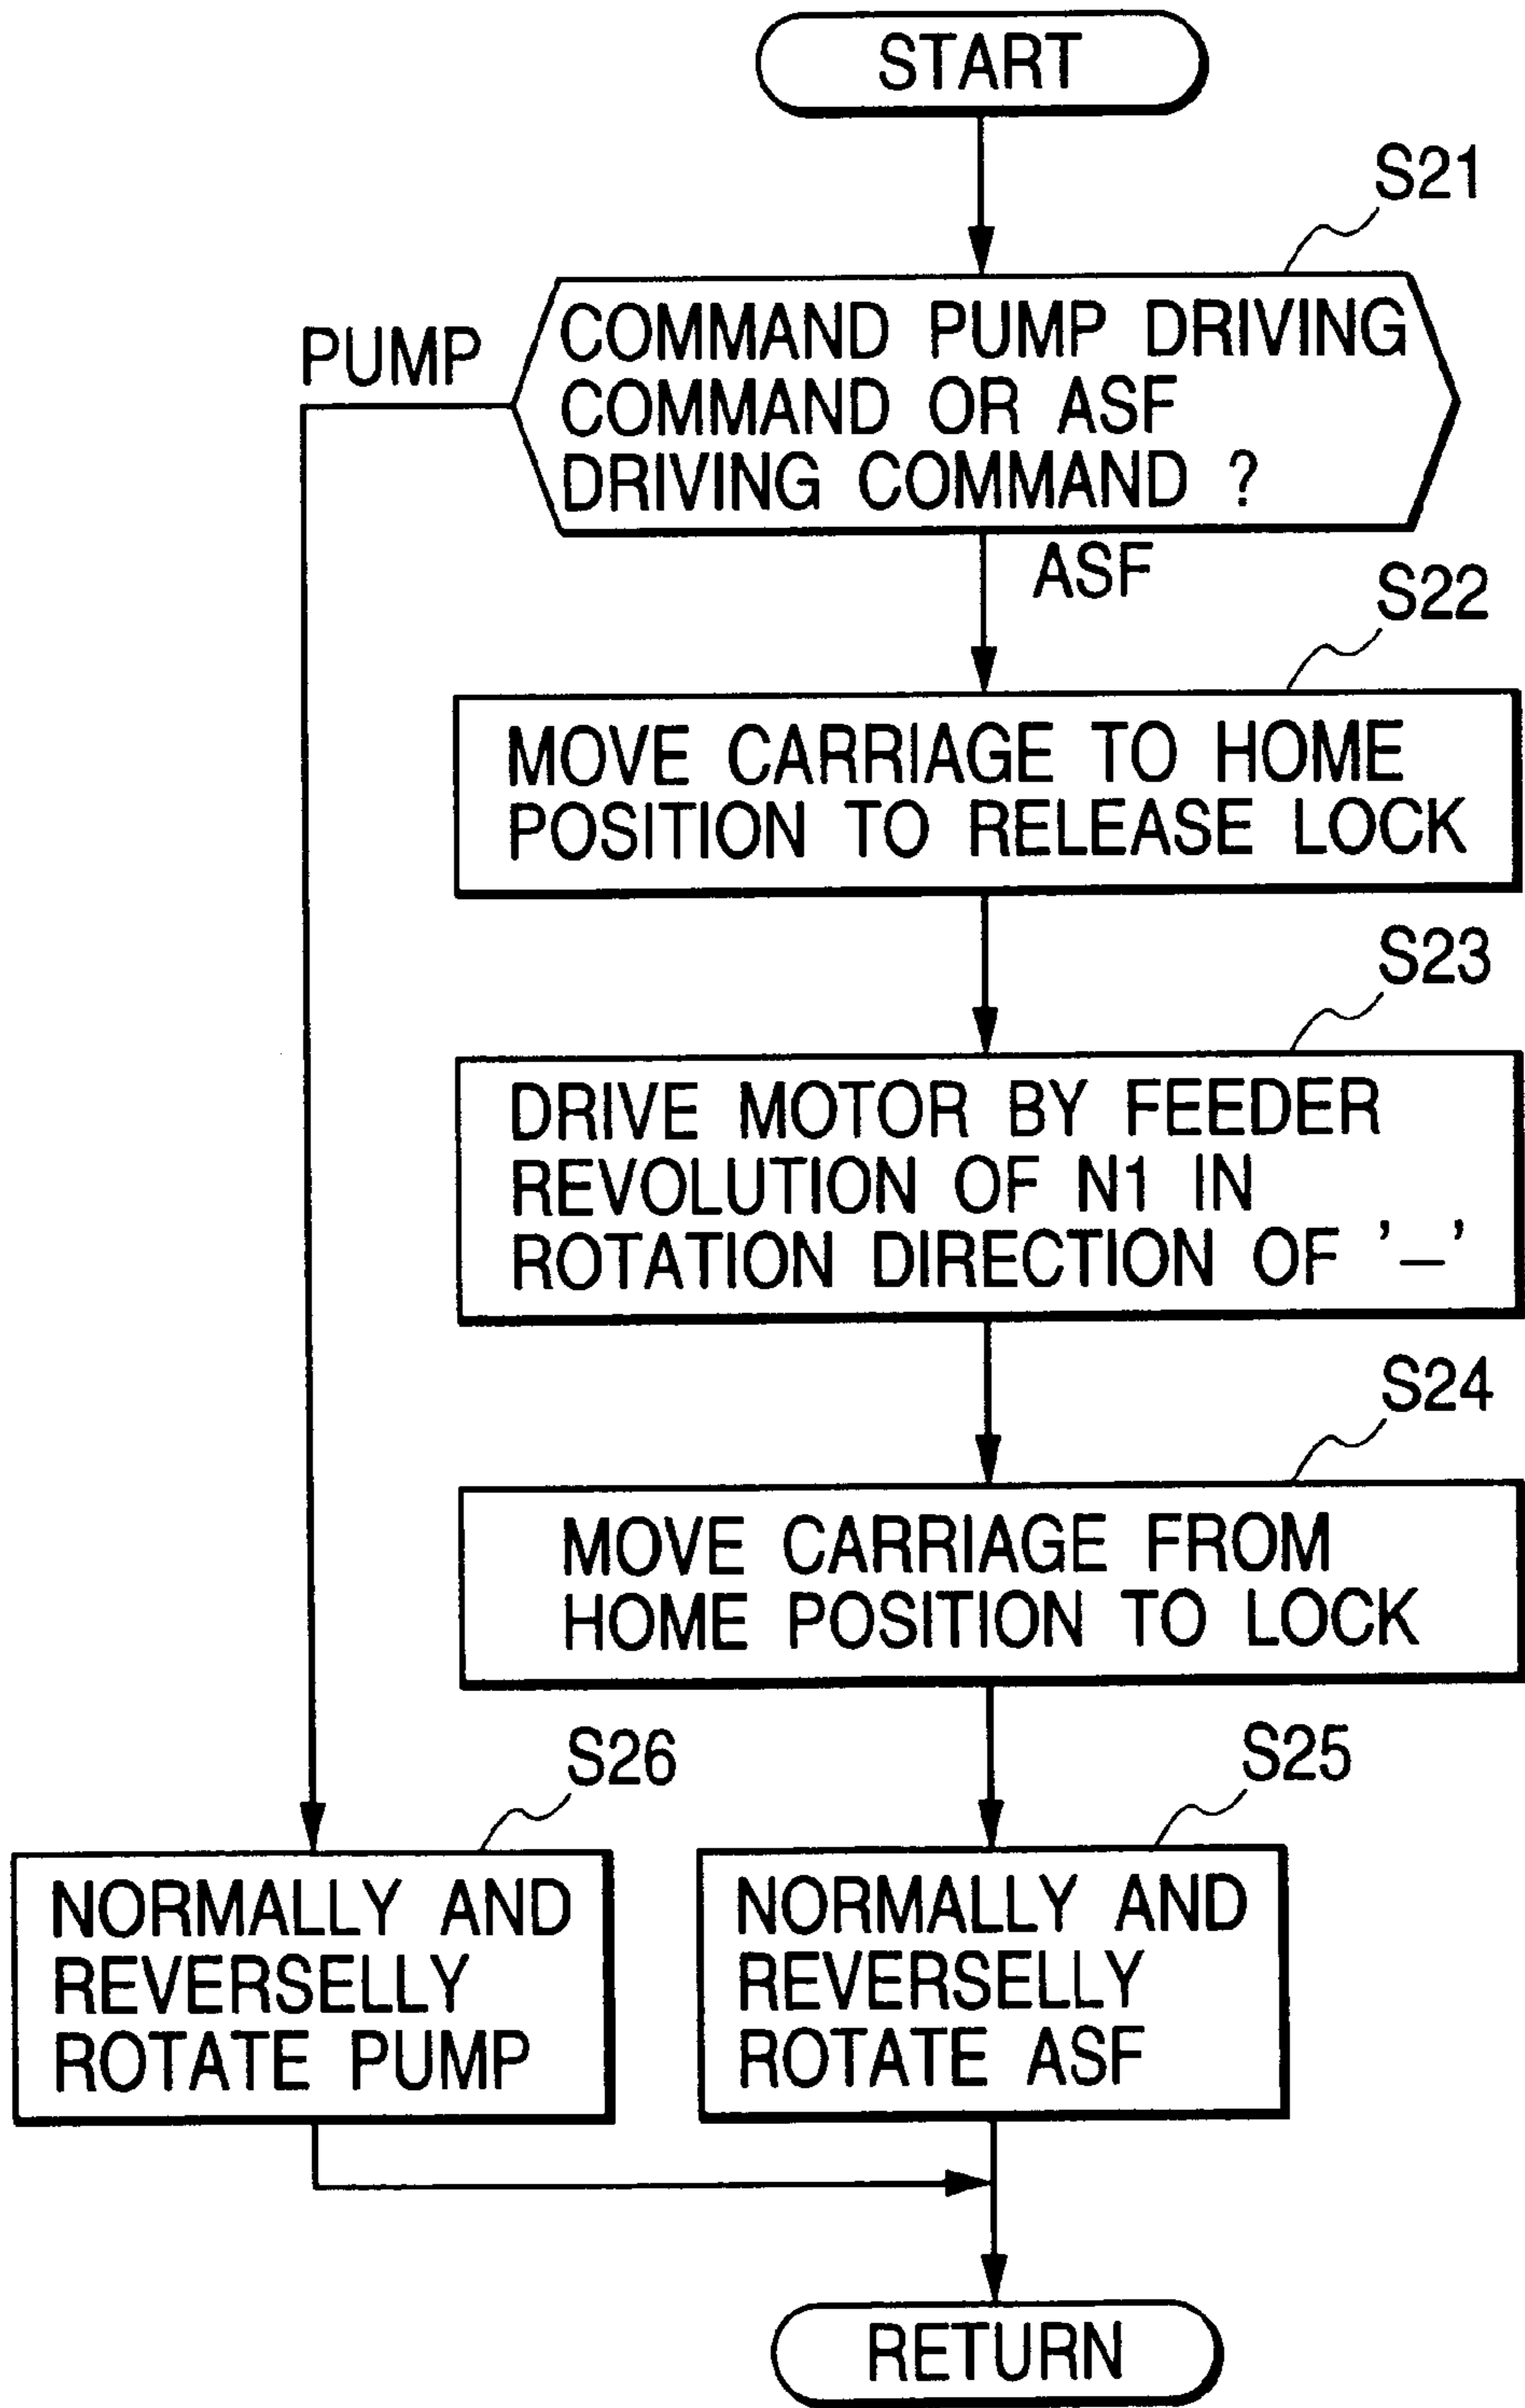 START
S21
PUMP
COMMAND PUMP DRIVING
COMMAND OR ASF
DRIVING COMMAND ?
ASF
S22
MOVE CARRIAGE TO HOME
POSITION TO RELEASE LOCK
S23
DRIVE MOTOR BY FEEDER
REVOLUTION OF N1 IN
ROTATION DIRECTION OF '–'
S24
MOVE CARRIAGE FROM
HOME POSITION TO LOCK
S26
S25
NORMALLY AND
REVERSELLY
ROTATE PUMP
NORMALLY AND
REVERSELLY
ROTATE ASF
RETURN